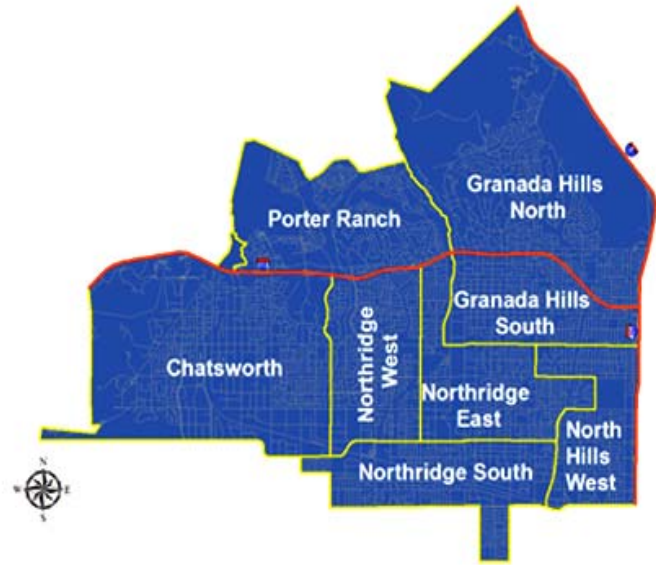 Granada Hills
North
Porter Ranch
Granada Hills
South
Chatsworth
Northridge
West
Northridge
East
North
Hills
West
Northridge South
N
W
E
S